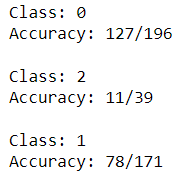 Class: 0
Accuracy: 127/196
Class: 2
Accuracy: 11/39
Class: 1
Accuracy: 78/171